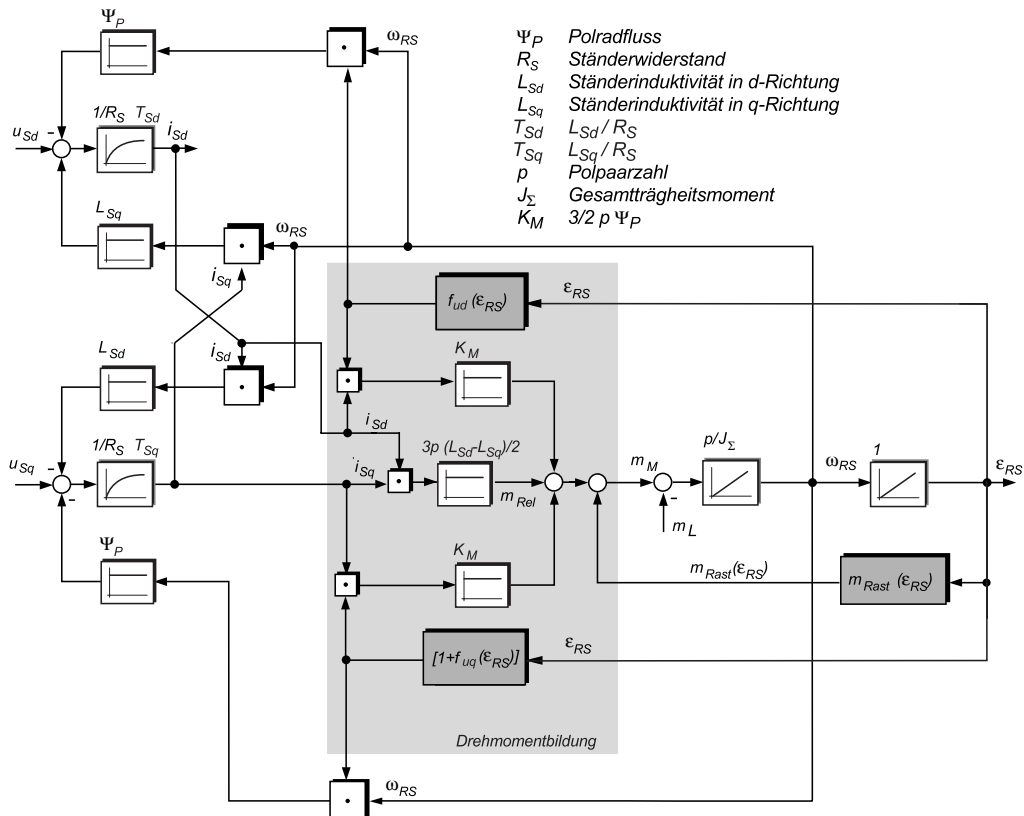 Ψ_P
ω_RS
Ψ_P Polradfluss
R_S Ständerwiderstand
L_Sd Ständerinduktivität in d-Richtung
L_Sq Ständerinduktivität in q-Richtung
T_Sd L_Sd / R_S
T_Sq L_Sq / R_S
p Polpaarzahl
J_Σ Gesamtträgheitsmoment
K_M 3/2 p Ψ_P
1/R_S T_Sd
i_Sd
u_Sd
-
L_Sq
ω_RS
i_Sq
f_ud (ε_RS)
ε_RS
L_Sd
i_Sd
K_M
-
i_Sd
1/R_S T_Sq
i_Sq
3p (L_Sd-L_Sq)/2
p/J_Σ
1
u_Sq
-
m_Rel
m_M
-
m_L
ω_RS
ε_RS
Ψ_P
K_M
m_Rast(ε_RS)
m_Rast (ε_RS)
[1+f_uq (ε_RS)]
ε_RS
Drehmomentbildung
ω_RS